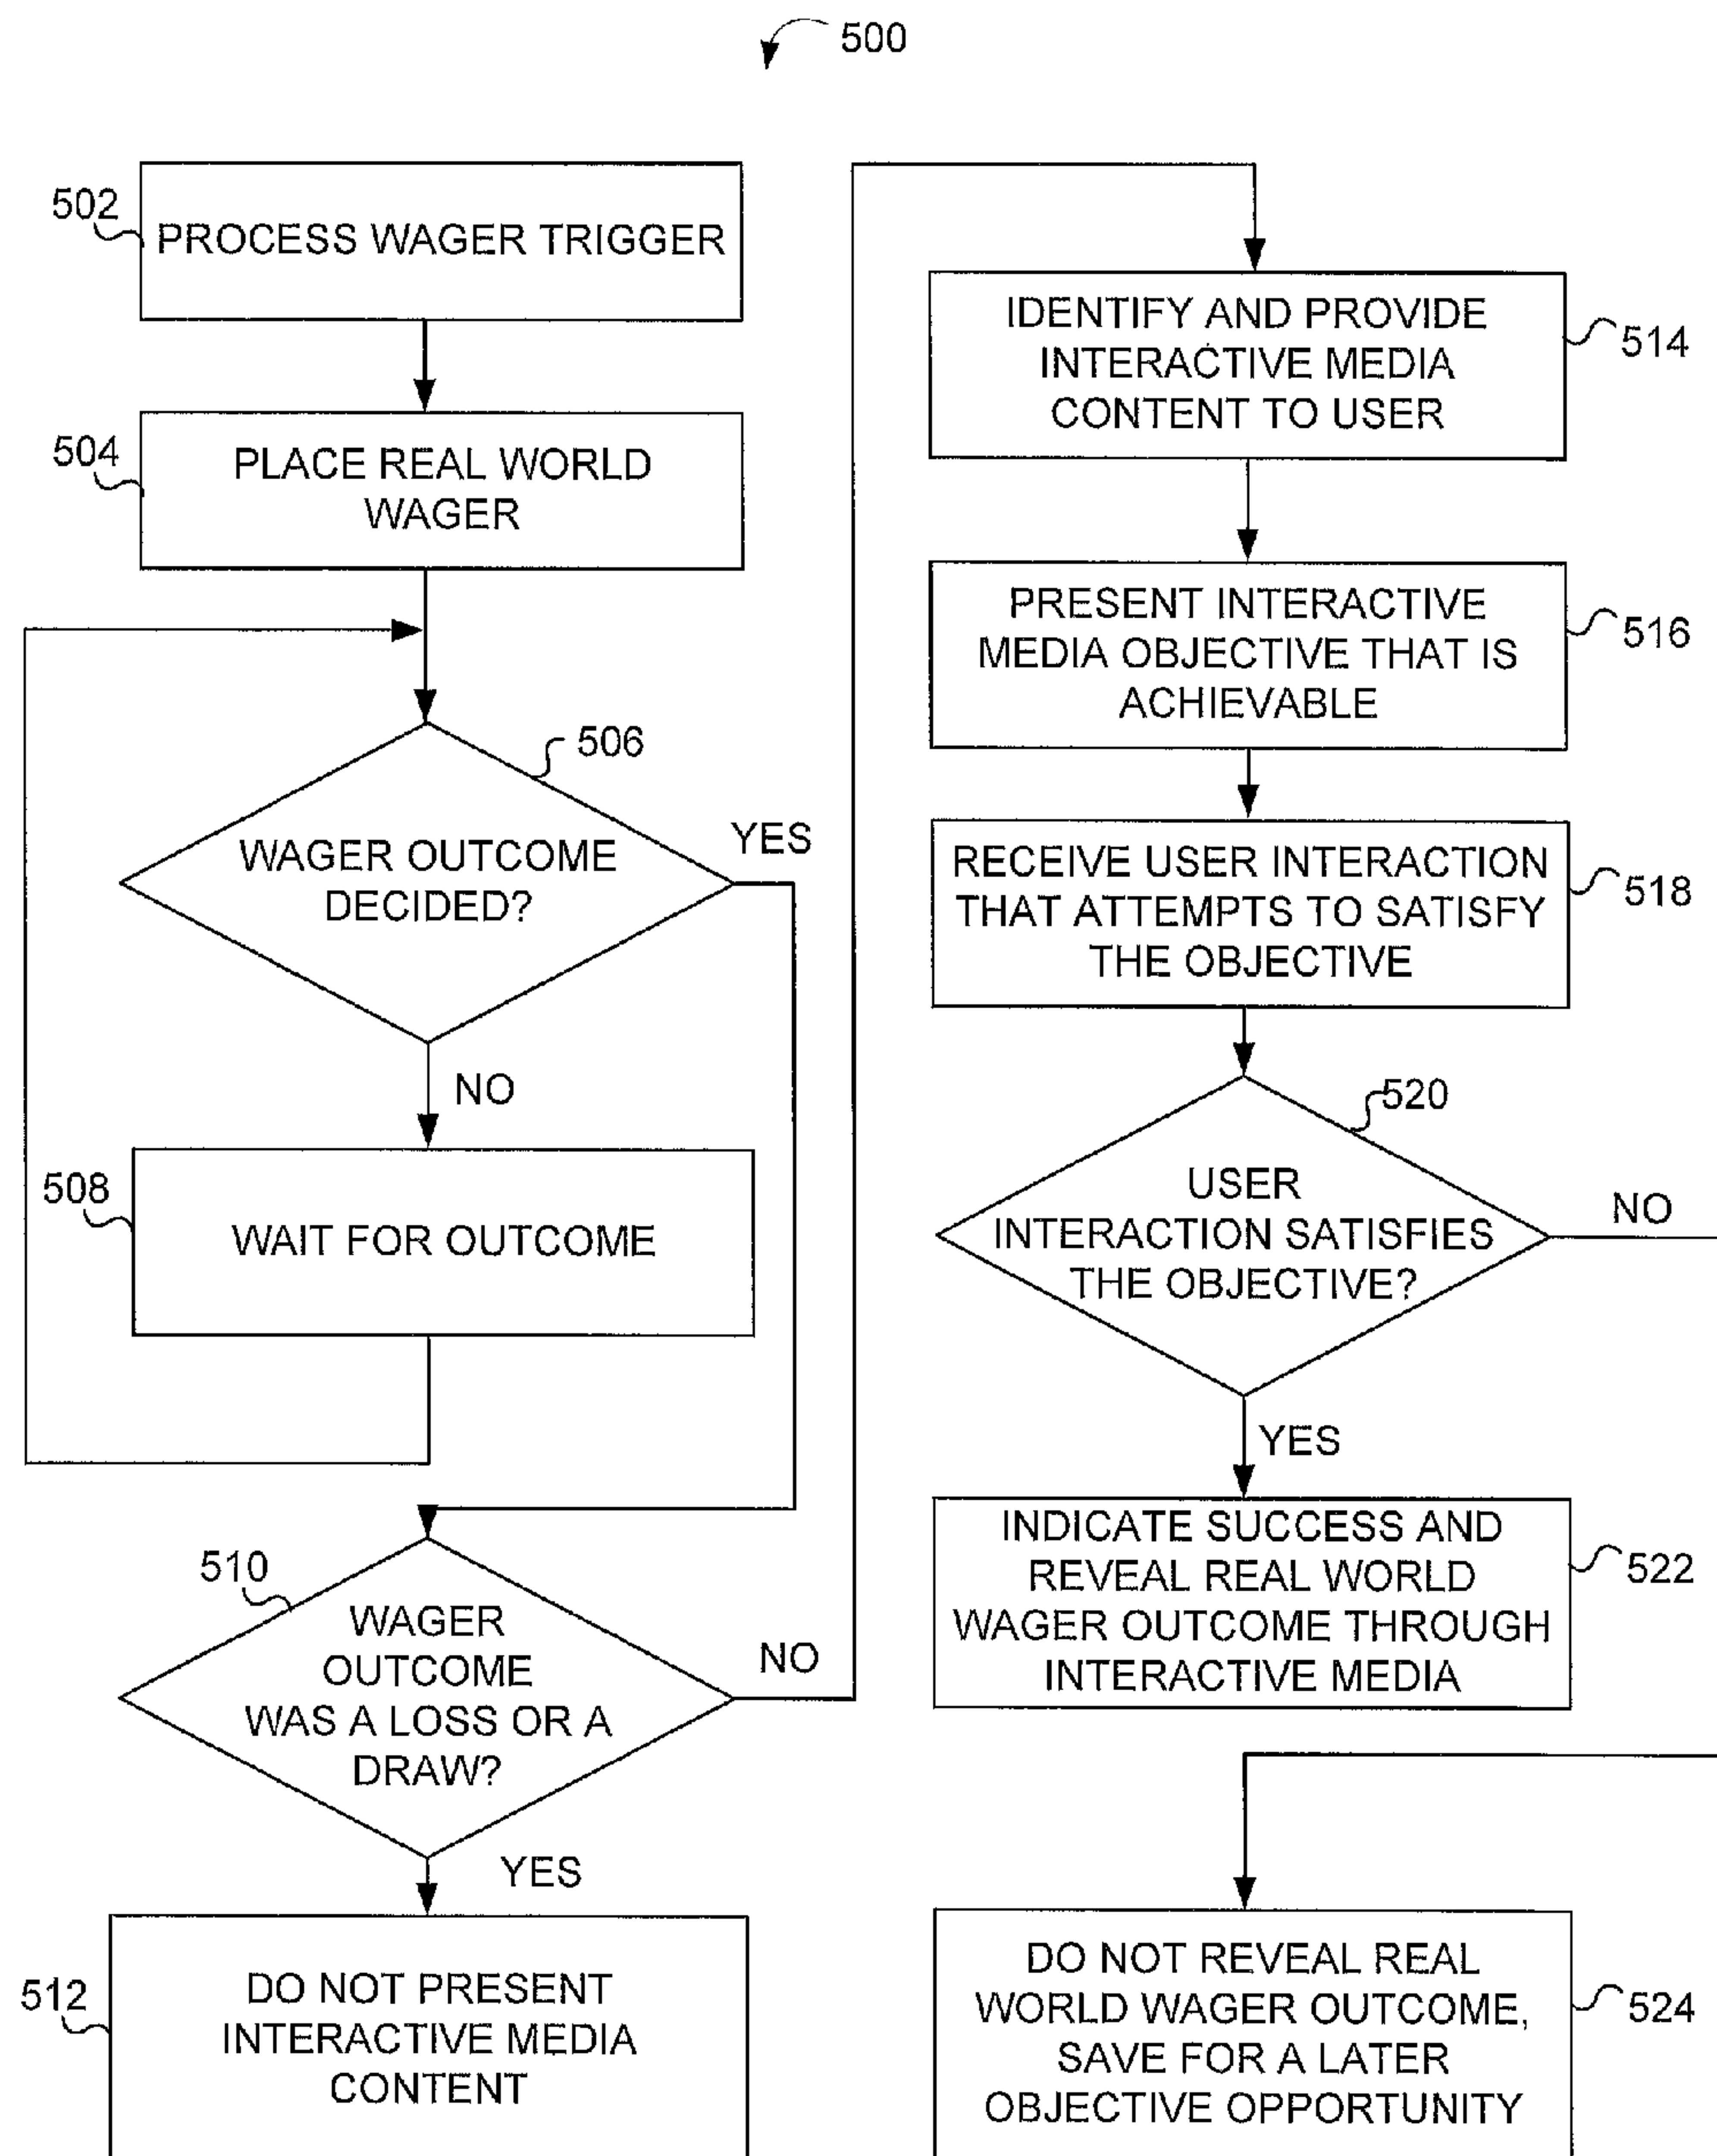 500
502
PROCESS WAGER TRIGGER
504
PLACE REAL WORLD
WAGER
506
WAGER OUTCOME
DECIDED?
YES
NO
508
WAIT FOR OUTCOME
510
WAGER
OUTCOME
WAS A LOSS OR A
DRAW?
NO
YES
512
DO NOT PRESENT
INTERACTIVE MEDIA
CONTENT
IDENTIFY AND PROVIDE
INTERACTIVE MEDIA
CONTENT TO USER
514
PRESENT INTERACTIVE
MEDIA OBJECTIVE THAT IS
ACHIEVABLE
516
RECEIVE USER INTERACTION
THAT ATTEMPTS TO SATISFY
THE OBJECTIVE
518
520
USER
INTERACTION SATISFIES
THE OBJECTIVE?
NO
YES
INDICATE SUCCESS AND
REVEAL REAL WORLD
WAGER OUTCOME THROUGH
INTERACTIVE MEDIA
522
DO NOT REVEAL REAL
WORLD WAGER OUTCOME,
SAVE FOR A LATER
OBJECTIVE OPPORTUNITY
524